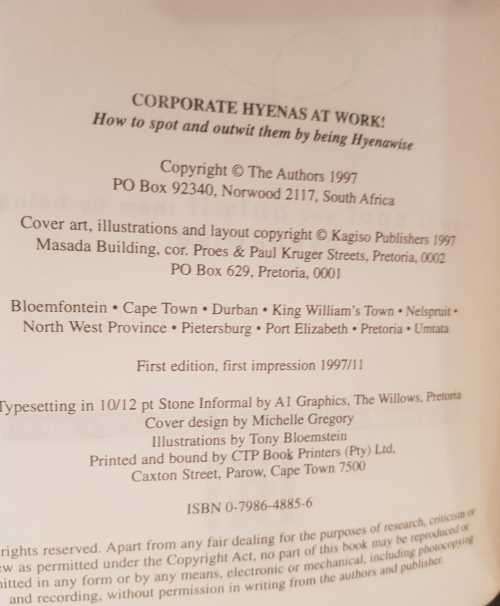 CORPORATE HYENAS AT WORK!
How to spot and outwit them by being Hyenawise
Copyright © The Authors 1997
PO Box 92340, Norwood 2117, South Africa
Cover art, illustrations and layout copyright © Kagiso Publishers 1997
Masada Building, cor. Proes & Paul Kruger Streets, Pretoria, 0002
PO Box 629, Pretoria, 0001
Bloemfontein • Cape Town • Durban • King William's Town • Nelspruit •
North West Province • Pietersburg • Port Elizabeth • Pretoria • Umtata
First edition, first impression 1997/11
Typesetting in 10/12 pt Stone Informal by A1 Graphics, The Willows, Pretoria
Cover design by Michelle Gregory
Illustrations by Tony Bloemstein
Printed and bound by CTP Book Printers (Pty) Ltd,
Caxton Street, Parow, Cape Town 7500
ISBN 0-7986-4885-6
rights reserved. Apart from any fair dealing for the purposes of research, criticism or
as permitted under the Copyright Act, no part of this book may be reproduced or
in any form or by any means, electronic or mechanical, including photocopying
and recording, without permission in writing from the authors and publisher.